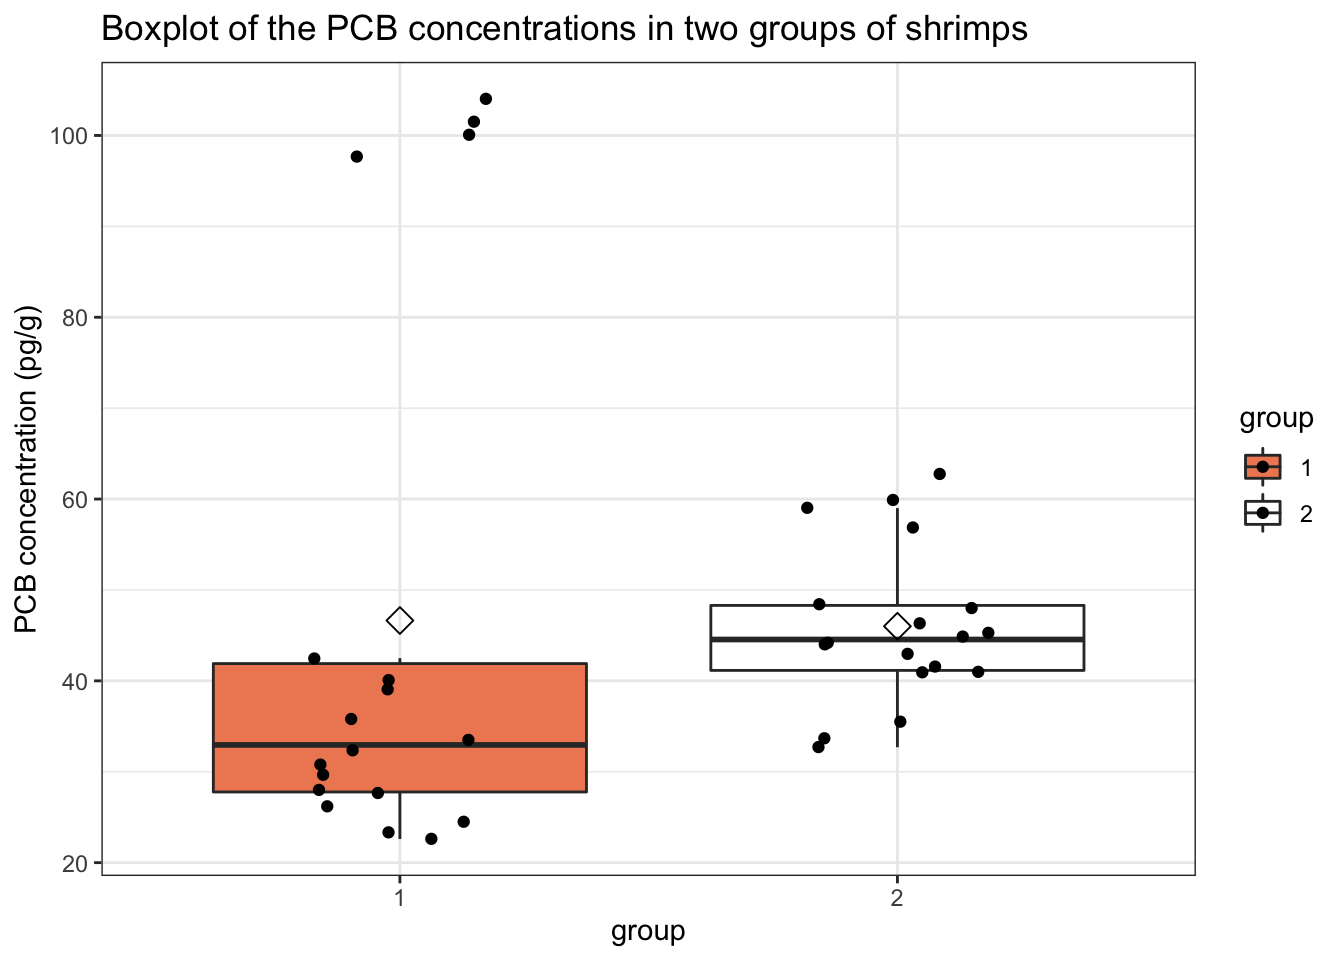 Boxplot of the PCB concentrations in two groups of shrimps
PCB concentration (pg/g)
100
80
60
40
20
1
2
group
group
1
2